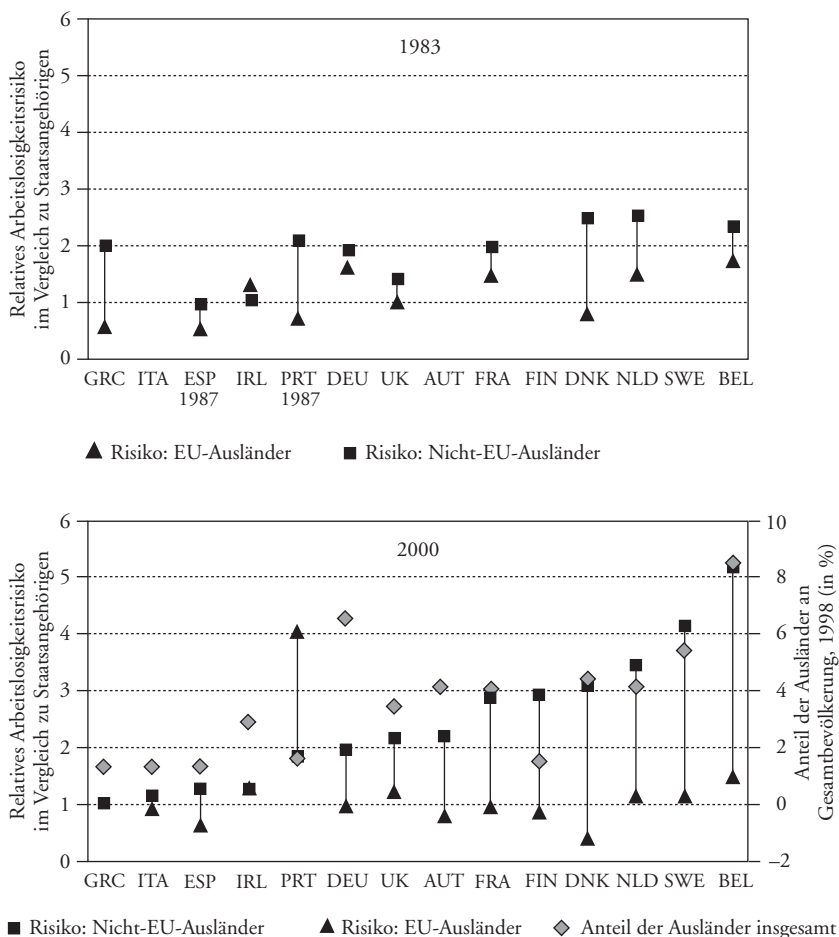 Relatives Arbeitslosigkeitsrisiko
im Vergleich zu Staatsangehörigen
6
5
4
3
2
1
0
1983
GRC ITA ESP IRL PRT DEU UK AUT FRA FIN DNK NLD SWE BEL
1987 1987
Risiko: EU-Ausländer Risiko: Nicht-EU-Ausländer
Relatives Arbeitslosigkeitsrisiko
im Vergleich zu Staatsangehörigen
6
5
4
3
2
1
0
2000
10
8
6
4
2
0
–2
Anteil der Ausländer an
Gesamtbevölkerung, 1998 (in %)
GRC ITA ESP IRL PRT DEU UK AUT FRA FIN DNK NLD SWE BEL
Risiko: Nicht-EU-Ausländer Risiko: EU-Ausländer Anteil der Ausländer insgesamt